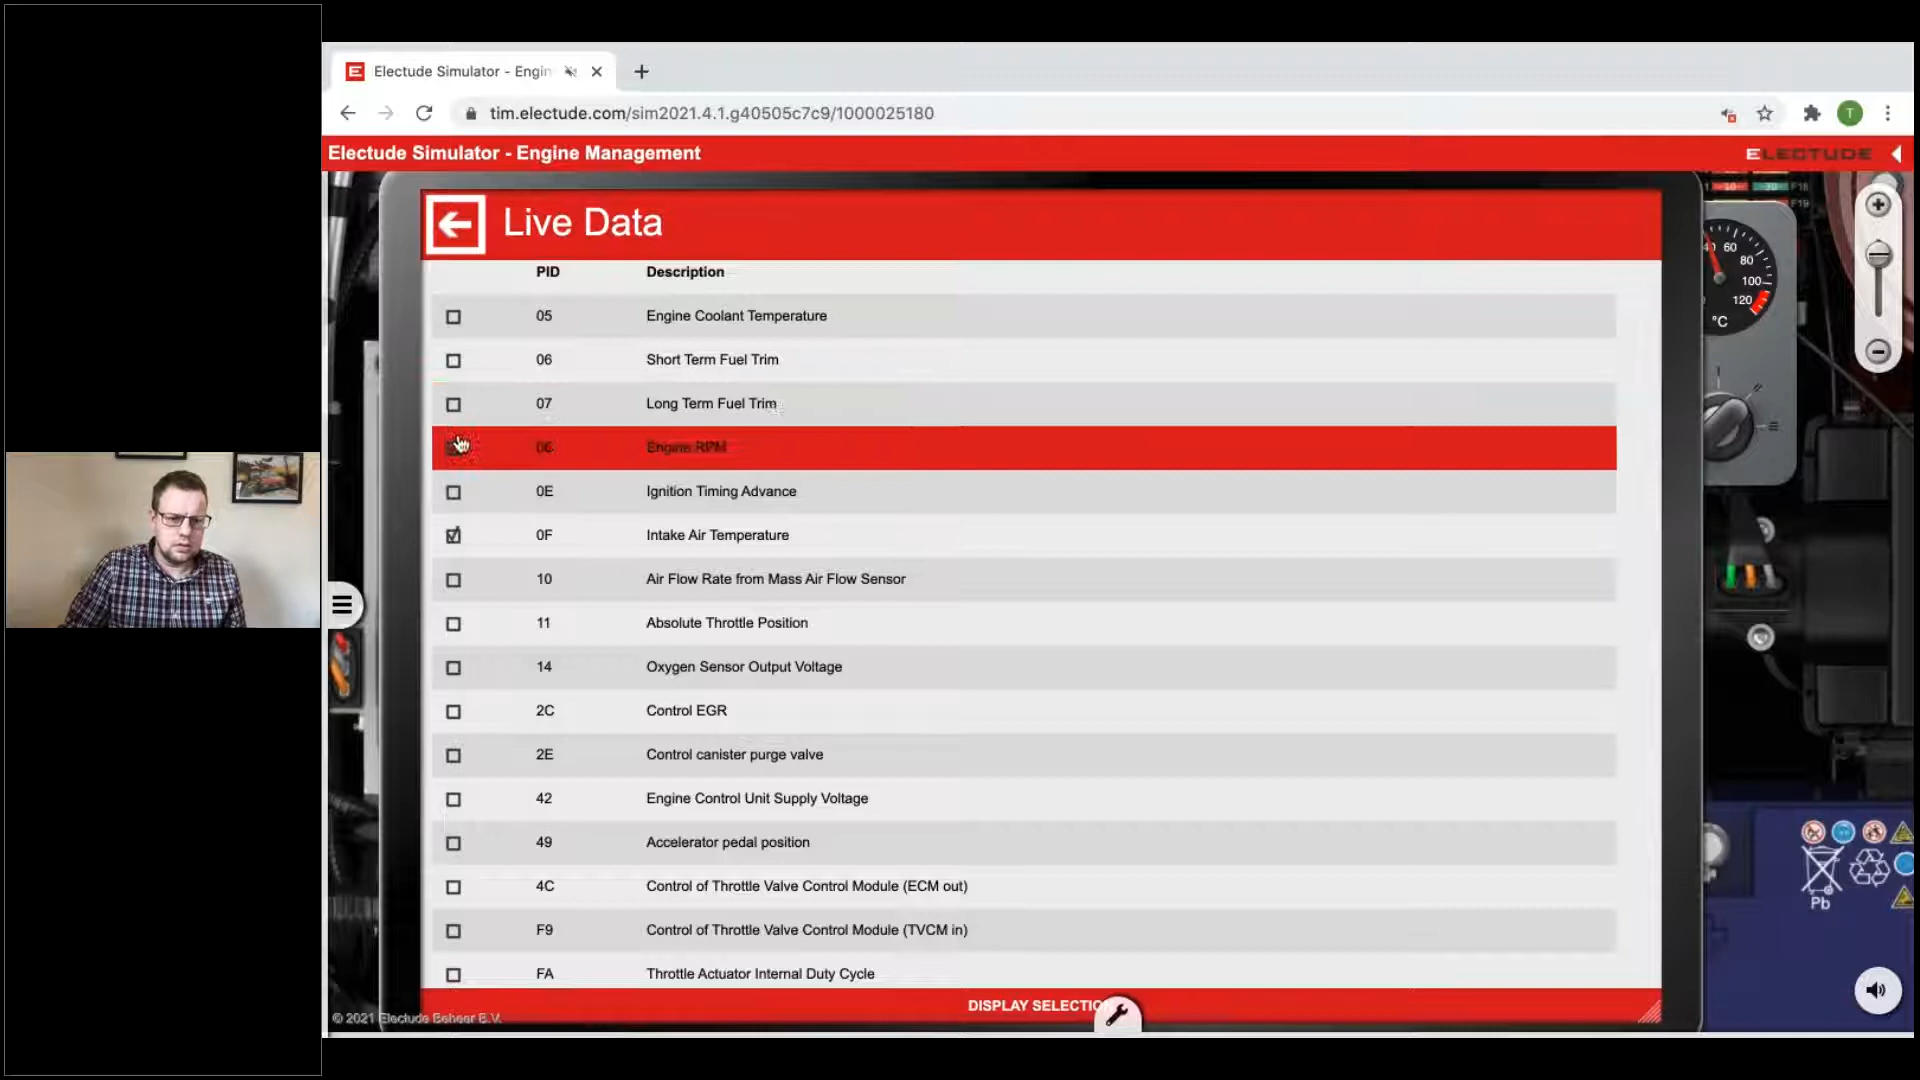 Electude Simulator - Engin
tim.electude.com/sim2021.4.1.g40505c7c9/1000025180
T
Electude Simulator - Engine Management
ELECTUDE
Live Data
PID Description
05 Engine Coolant Temperature
06 Short Term Fuel Trim
07 Long Term Fuel Trim
Engine RPM
0E Ignition Timing Advance
0F Intake Air Temperature
10 Air Flow Rate from Mass Air Flow Sensor
11 Absolute Throttle Position
14 Oxygen Sensor Output Voltage
2C Control EGR
2E Control canister purge valve
42 Engine Control Unit Supply Voltage
49 Accelerator pedal position
4C Control of Throttle Valve Control Module (ECM out)
F9 Control of Throttle Valve Control Module (TVCM in)
FA Throttle Actuator Internal Duty Cycle
DISPLAY SELECTIO
© 2021 Electude Beheer B.V.
10 30 F18
F19
60
80
100
120
°C
Pb